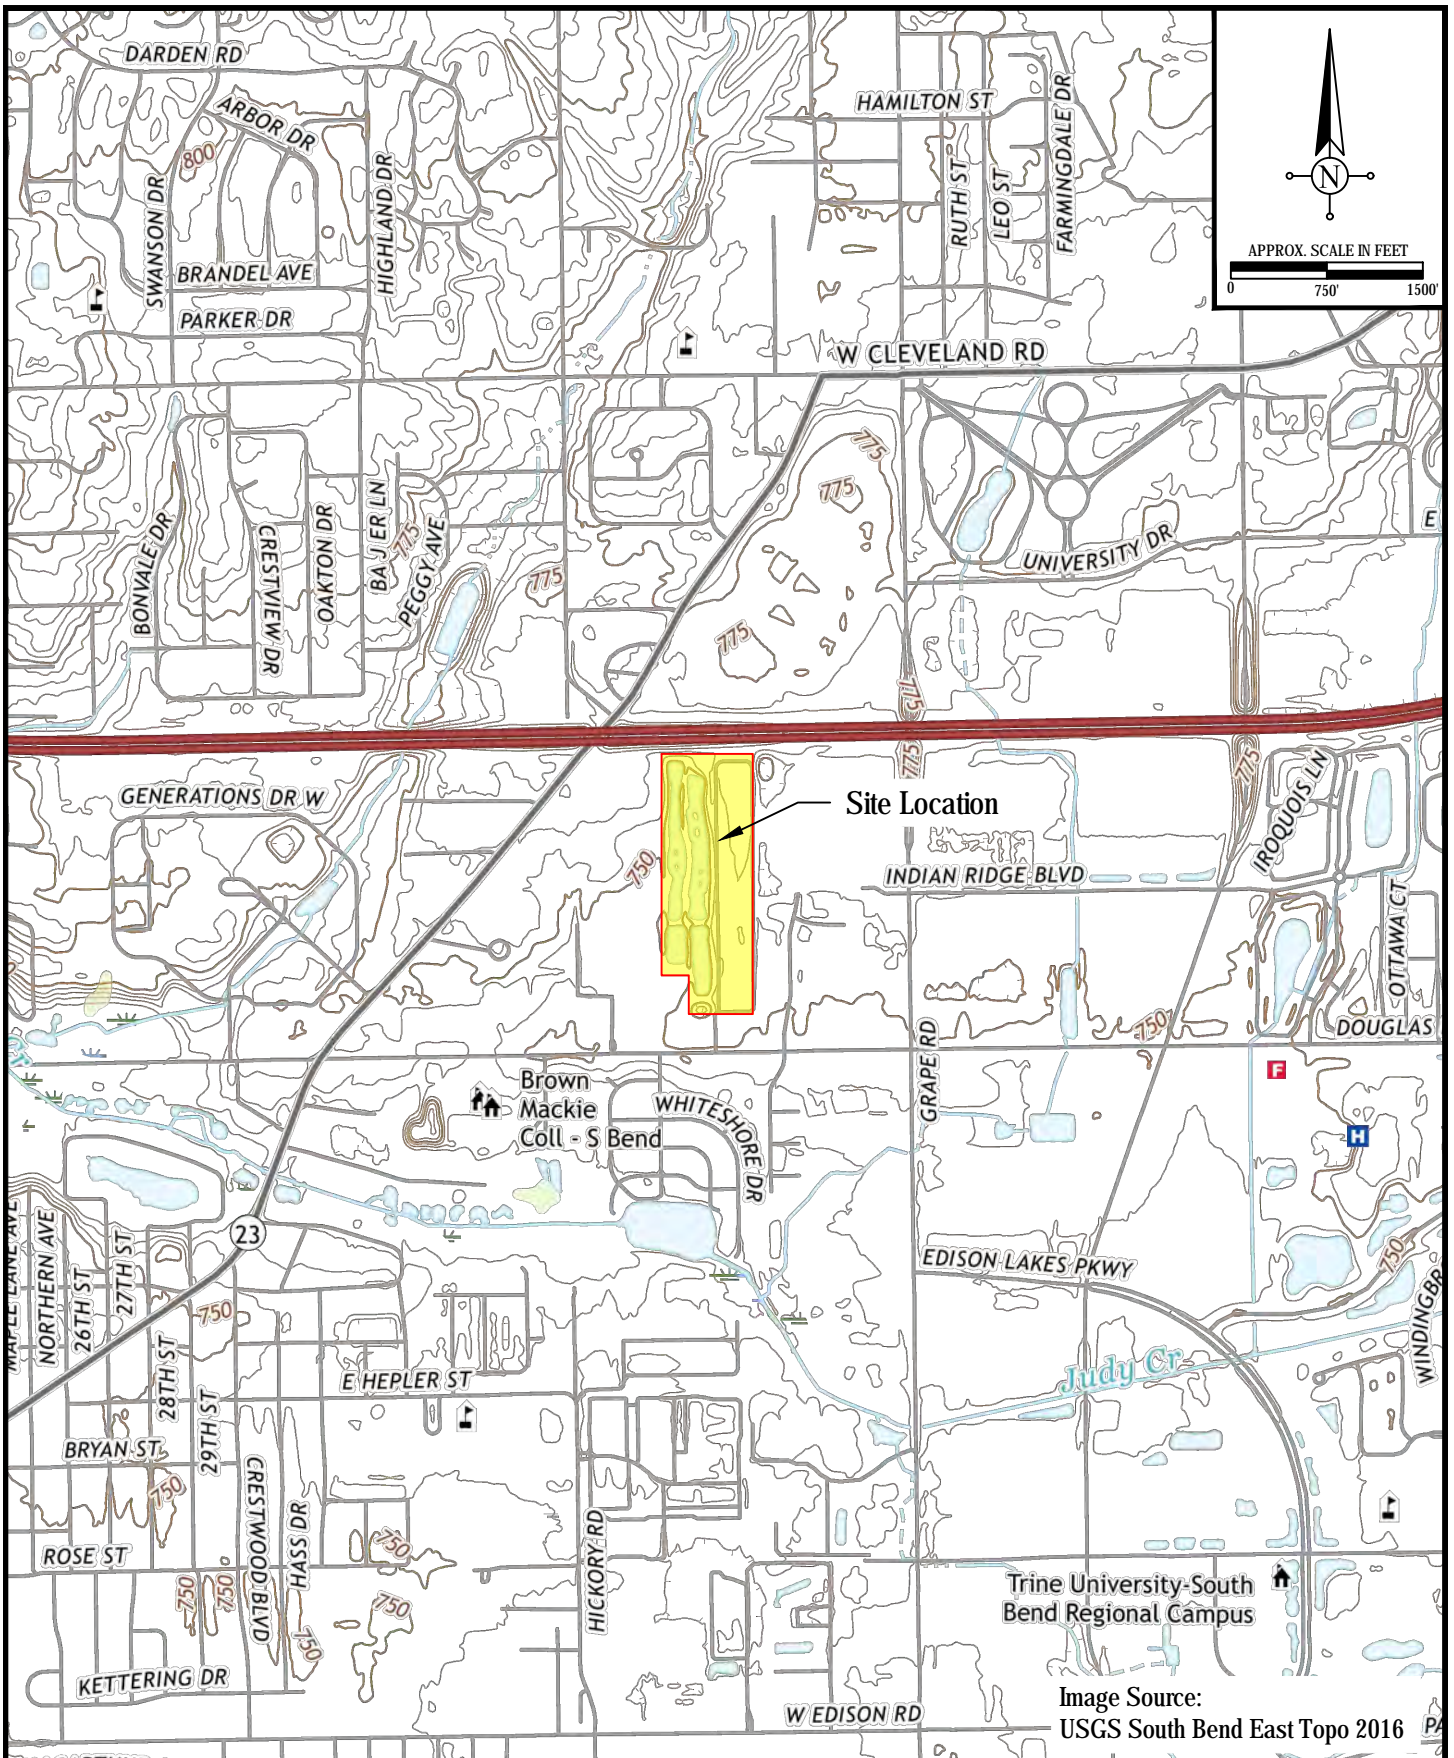 DARDEN RD
ARBOR DR
800
SWANSON DR
HIGHLAND DR
BRANDEL AVE
PARKER DR
HAMILTON ST
RUTH ST
LEO ST
FARMINGDALE DR
N
APPROX. SCALE IN FEET
0 750' 1500'
W CLEVELAND RD
775
775
BONVALE DR
CRESTVIEW DR
OAKTON DR
BAJER LN
775
PEGGY AVE
775
775
UNIVERSITY DR
E
775
775
775
GENERATIONS DR W
Site Location
750
INDIAN RIDGE BLVD
IROQUOIS LN
OTTAWA CT
750
DOUGLAS
GRAPE RD
F
H
Cr
Brown
Mackie
Coll - S Bend
WHITESHORE DR
MAPLE LANE AVE
NORTHERN AVE
26TH ST
27TH ST
23
750
28TH ST
29TH ST
EDISON LAKES PKWY
750
WINDINGBR
Judy Cr
E HEPLER ST
BRYAN ST
750
CRESTWOOD BLVD
HASS DR
750
ROSE ST
750
750
750
750
HICKORY RD
KETTERING DR
Trine University-South
Bend Regional Campus
W EDISON RD
Image Source:
USGS South Bend East Topo 2016
PA